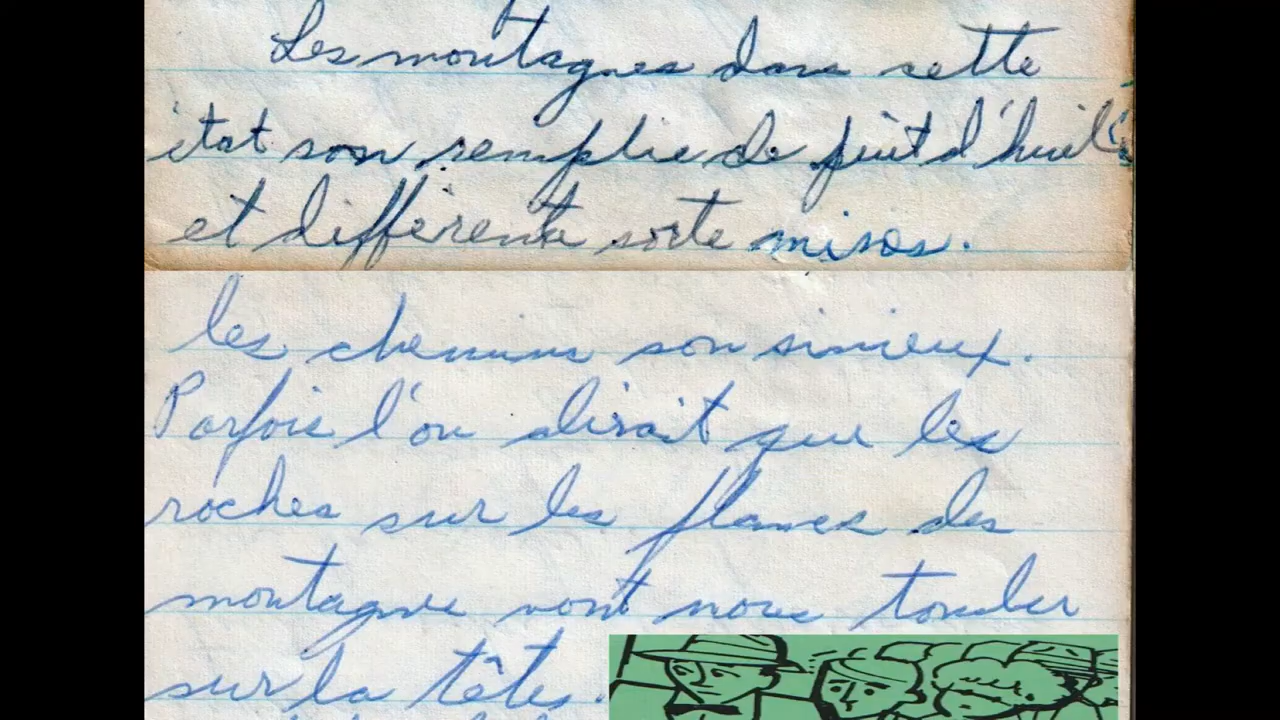 Les montagnes dans cette
état son remplie de puit d'huile
et différente sorte mines.
les chemins son sinieux.
Parfois l'on dirait que les
roches sur les flancs des
montagne vont nous tomber
sur la têtes.